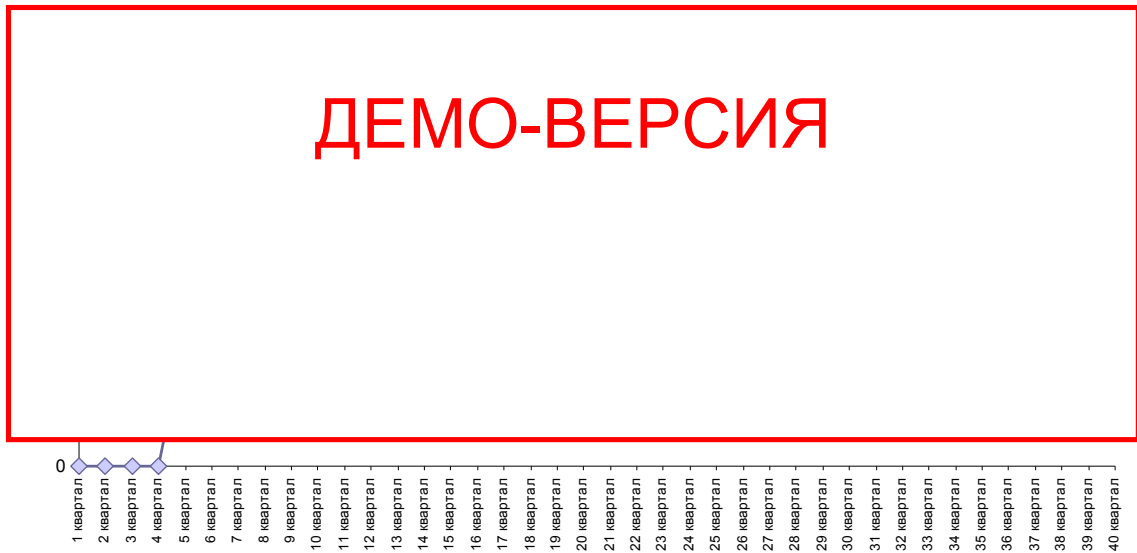 ДЕМО-ВЕРСИЯ
0
1 квартал
2 квартал
3 квартал
4 квартал
5 квартал
6 квартал
7 квартал
8 квартал
9 квартал
10 квартал
11 квартал
12 квартал
13 квартал
14 квартал
15 квартал
16 квартал
17 квартал
18 квартал
19 квартал
20 квартал
21 квартал
22 квартал
23 квартал
24 квартал
25 квартал
26 квартал
27 квартал
28 квартал
29 квартал
30 квартал
31 квартал
32 квартал
33 квартал
34 квартал
35 квартал
36 квартал
37 квартал
38 квартал
39 квартал
40 квартал